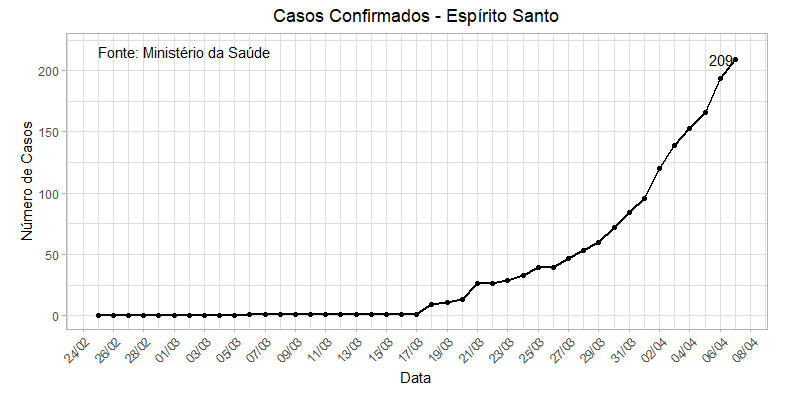 Casos Confirmados - Espírito Santo
Fonte: Ministério da Saúde
209
Número de Casos
200
150
100
50
0
24/02 26/02 28/02 01/03 03/03 05/03 07/03 09/03 11/03 13/03 15/03 17/03 19/03 21/03 23/03 25/03 27/03 29/03 31/03 02/04 04/04 06/04 08/04
Data